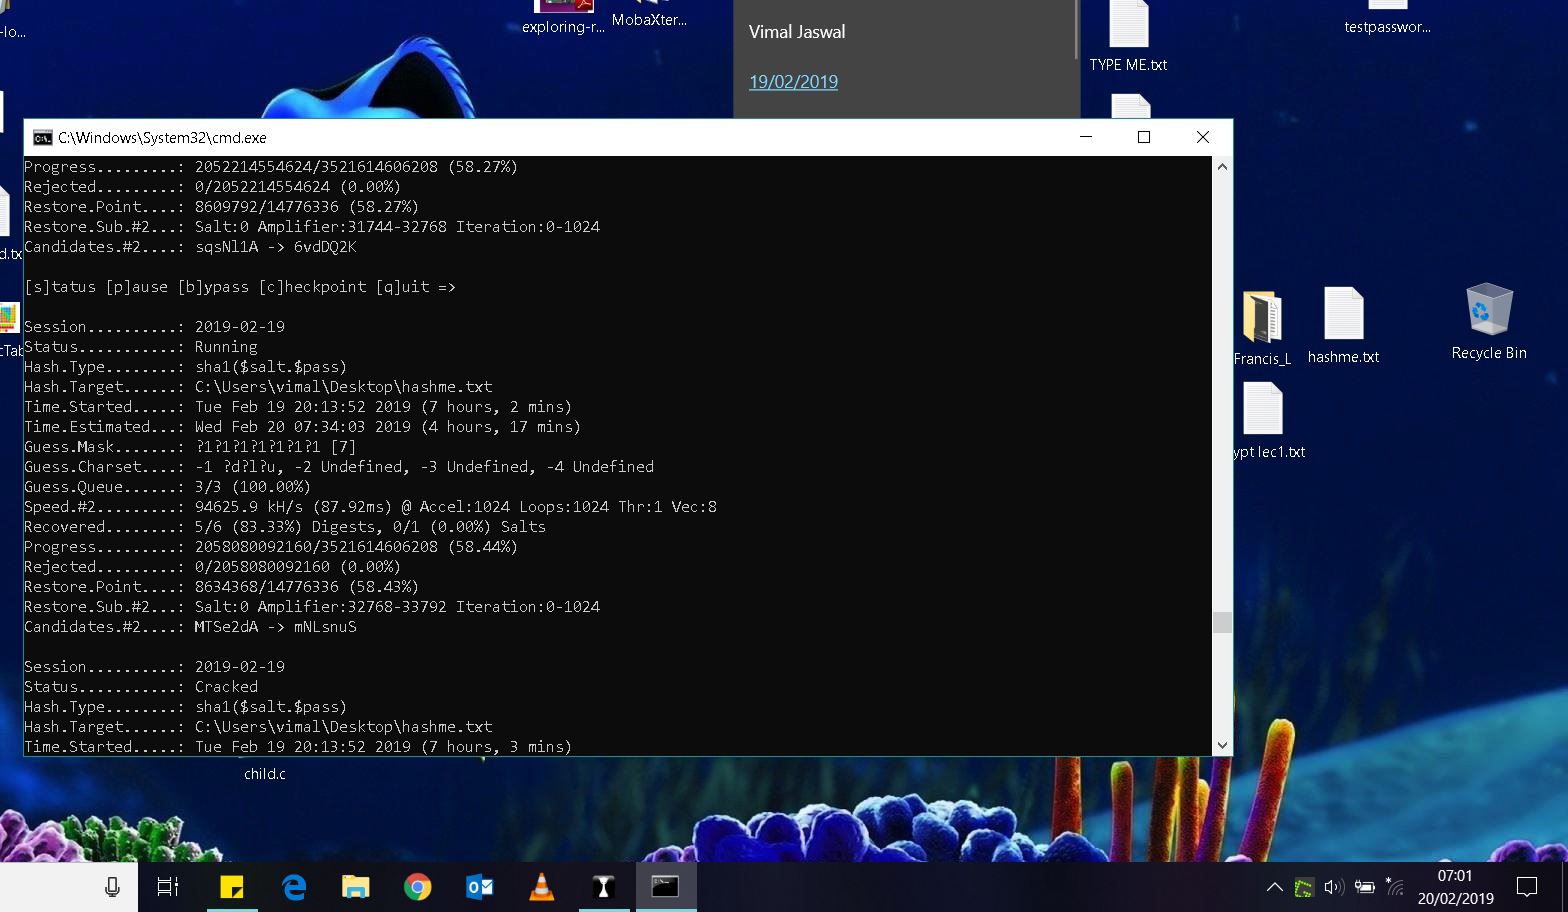 -lo...
exploring-r...
MobaXter...
Vimal Jaswal
19/02/2019
TYPE ME.txt
testpasswor...
C:\Windows\System32\cmd.exe
Progress.........: 2052214554624/3521614606208 (58.27%)
Rejected.........: 0/2052214554624 (0.00%)
Restore.Point....: 8609792/14776336 (58.27%)
Restore.Sub.#2...: Salt:0 Amplifier:31744-32768 Iteration:0-1024
Candidates.#2....: sqsNl1A -> 6vdDQ2K
[s]tatus [p]ause [b]ypass [c]heckpoint [q]uit =>
Session..........: 2019-02-19
Status...........: Running
Hash.Type........: sha1($salt.$pass)
Hash.Target......: C:\Users\vimal\Desktop\hashme.txt
Time.Started.....: Tue Feb 19 20:13:52 2019 (7 hours, 2 mins)
Time.Estimated...: Wed Feb 20 07:34:03 2019 (4 hours, 17 mins)
Guess.Mask.......: ?1?1?1?1?1?1?1 [7]
Guess.Charset....: -1 ?d?l?u, -2 Undefined, -3 Undefined, -4 Undefined
Guess.Queue......: 3/3 (100.00%)
Speed.#2.........: 94625.9 kH/s (87.92ms) @ Accel:1024 Loops:1024 Thr:1 Vec:8
Recovered........: 5/6 (83.33%) Digests, 0/1 (0.00%) Salts
Progress.........: 2058080092160/3521614606208 (58.44%)
Rejected.........: 0/2058080092160 (0.00%)
Restore.Point....: 8634368/14776336 (58.43%)
Restore.Sub.#2...: Salt:0 Amplifier:32768-33792 Iteration:0-1024
Candidates.#2....: MTSe2dA -> mNLsnuS
Session..........: 2019-02-19
Status...........: Cracked
Hash.Type........: sha1($salt.$pass)
Hash.Target......: C:\Users\vimal\Desktop\hashme.txt
Time.Started.....: Tue Feb 19 20:13:52 2019 (7 hours, 3 mins)
d.tx
cTab
Francis_L
hashme.txt
Recycle Bin
ypt lec1.txt
child.c
07:01
20/02/2019